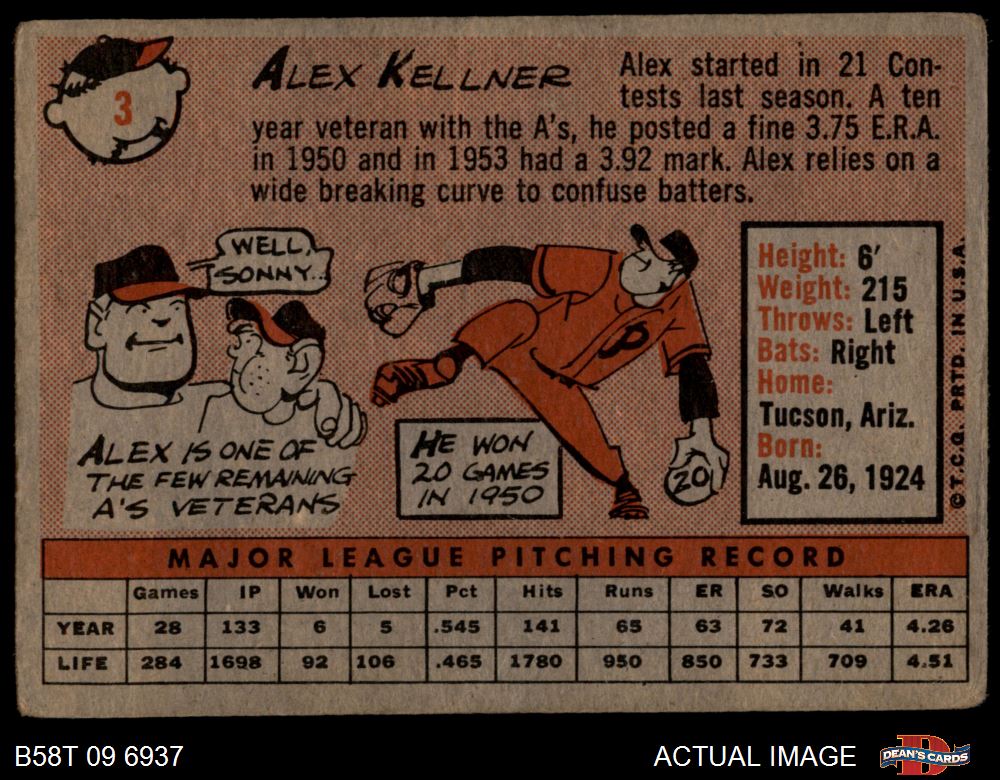 3
ALEX KELLNER
Alex started in 21 Con-
tests last season. A ten
year veteran with the A's, he posted a fine 3.75 E.R.A.
in 1950 and in 1953 had a 3.92 mark. Alex relies on a
wide breaking curve to confuse batters.
WELL,
SONNY..
ALEX IS ONE OF
THE FEW REMAINING
A'S VETERANS
P
HE WON
20 GAMES
IN 1950
20
Height: 6'
Weight: 215
Throws: Left
Bats: Right
Home:
Tucson, Ariz.
Born:
Aug. 26, 1924
© T.C.G. PRTD. IN U.S.A.
MAJOR LEAGUE PITCHING RECORD
Games IP Won Lost Pct Hits Runs ER SO Walks ERA
YEAR 28 133 6 5 .545 141 65 63 72 41 4.26
LIFE 284 1698 92 106 .465 1780 950 850 733 709 4.51
B58T 09 6937
ACTUAL IMAGE
D
DEAN'S CARDS